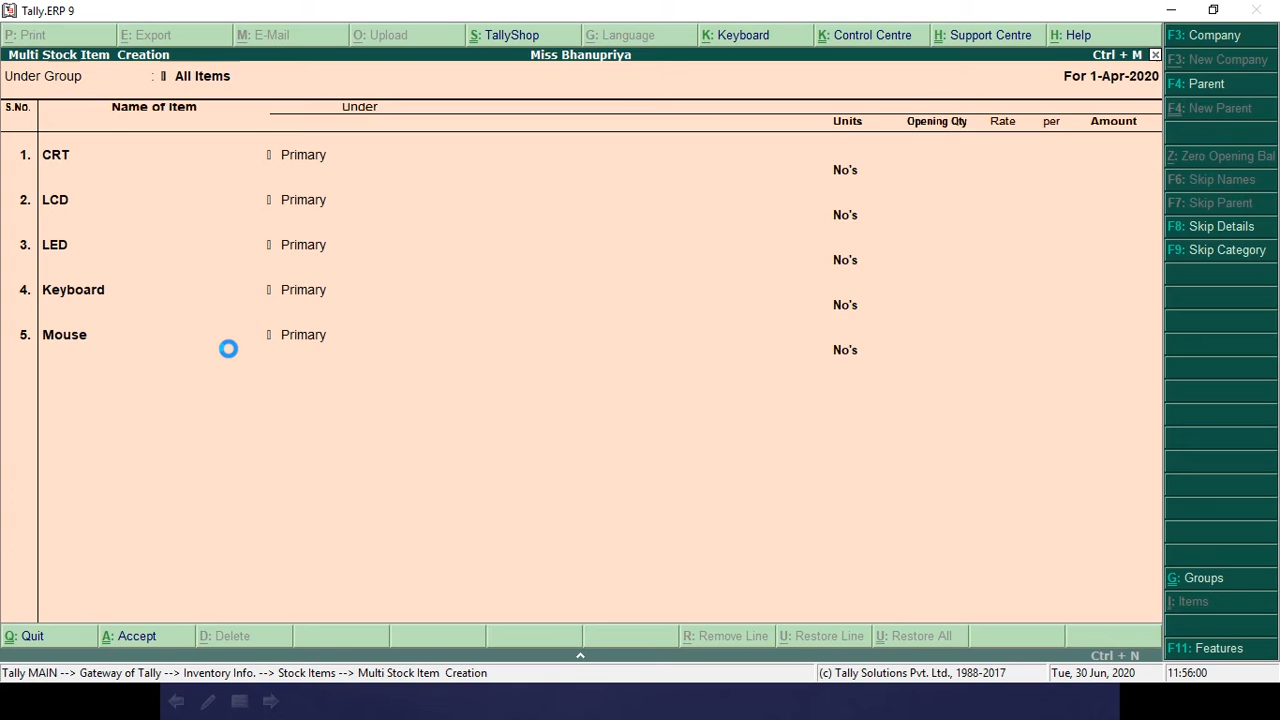 Tally.ERP 9
P: Print E: Export M: E-Mail O: Upload S: TallyShop G: Language K: Keyboard K: Control Centre H: Support Centre H: Help
Multi Stock Item Creation Miss Bhanupriya Ctrl + M
Under Group : All Items For 1-Apr-2020
S.No. Name of Item Under
Units Opening Qty Rate per Amount
1. CRT Primary
No's
2. LCD Primary
No's
3. LED Primary
No's
4. Keyboard Primary
No's
5. Mouse Primary
No's
F3: Company
F3: New Company
F4: Parent
F4: New Parent
Z: Zero Opening Bal
F6: Skip Names
F7: Skip Parent
F8: Skip Details
F9: Skip Category
G: Groups
I: Items
F11: Features
Q: Quit A: Accept D: Delete R: Remove Line U: Restore Line U: Restore All
Ctrl + N
Tally MAIN --> Gateway of Tally --> Inventory Info. --> Stock Items --> Multi Stock Item Creation (c) Tally Solutions Pvt. Ltd., 1988-2017 Tue, 30 Jun, 2020 11:56:00